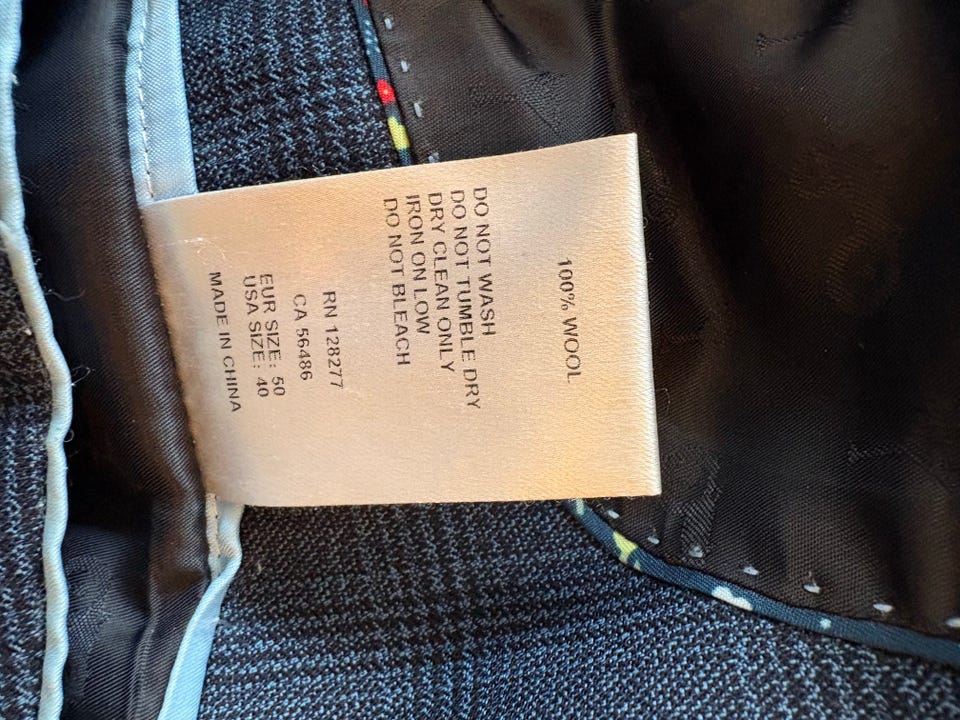 100% WOOL
DO NOT WASH
DO NOT TUMBLE DRY
DRY CLEAN ONLY
IRON ON LOW
DO NOT BLEACH
RN 128277
CA 56486
EUR SIZE: 50
USA SIZE: 40
MADE IN CHINA